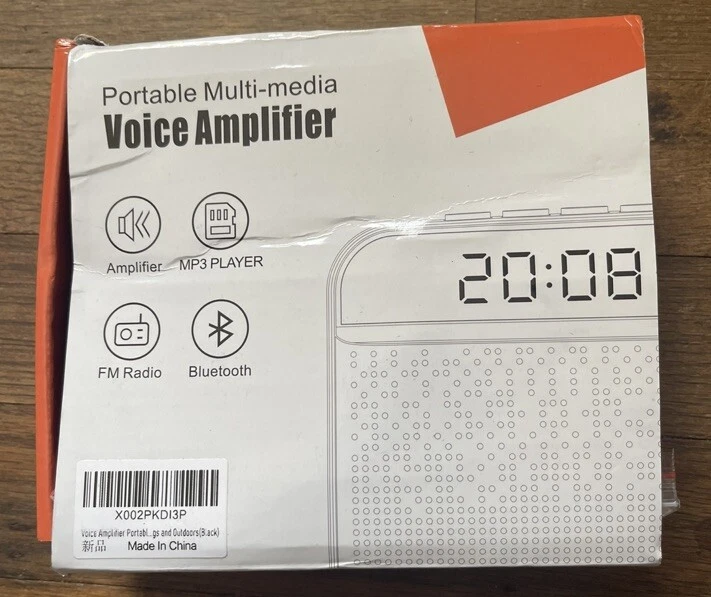 Portable Multi-media
Voice Amplifier
Amplifier MP3 PLAYER
20:08
FM Radio Bluetooth
X002PKDI3P
Voice Amplifier Portabl...gs and Outdoors(Black)
新品 Made In China